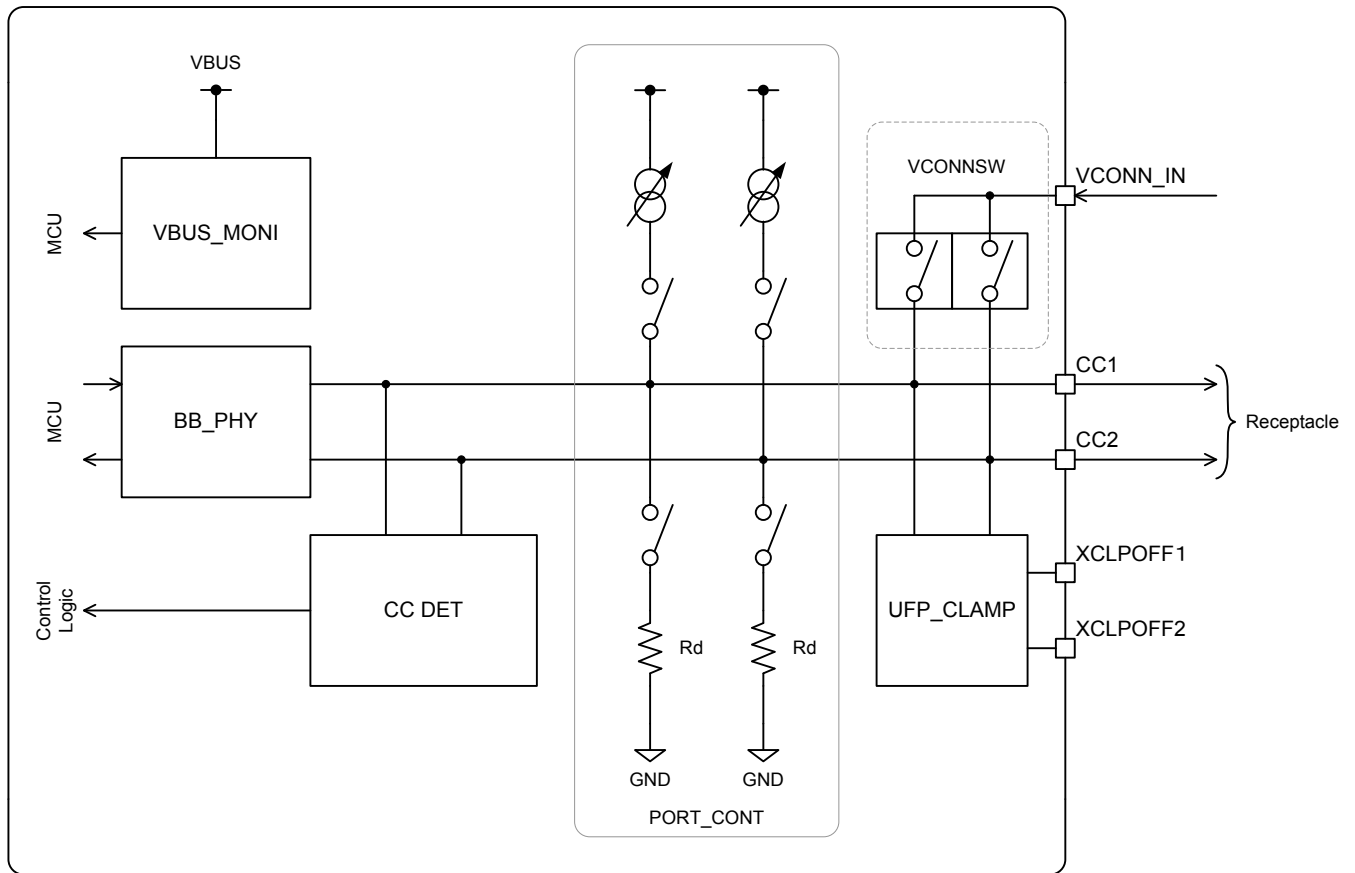 VBUS
VCONNSW
VCONN_IN
MCU
VBUS_MONI
CC1
MCU
BB_PHY
Receptacle
CC2
XCLPOFF1
Control
Logic
CC DET
UFP_CLAMP
XCLPOFF2
Rd
Rd
GND
GND
PORT_CONT